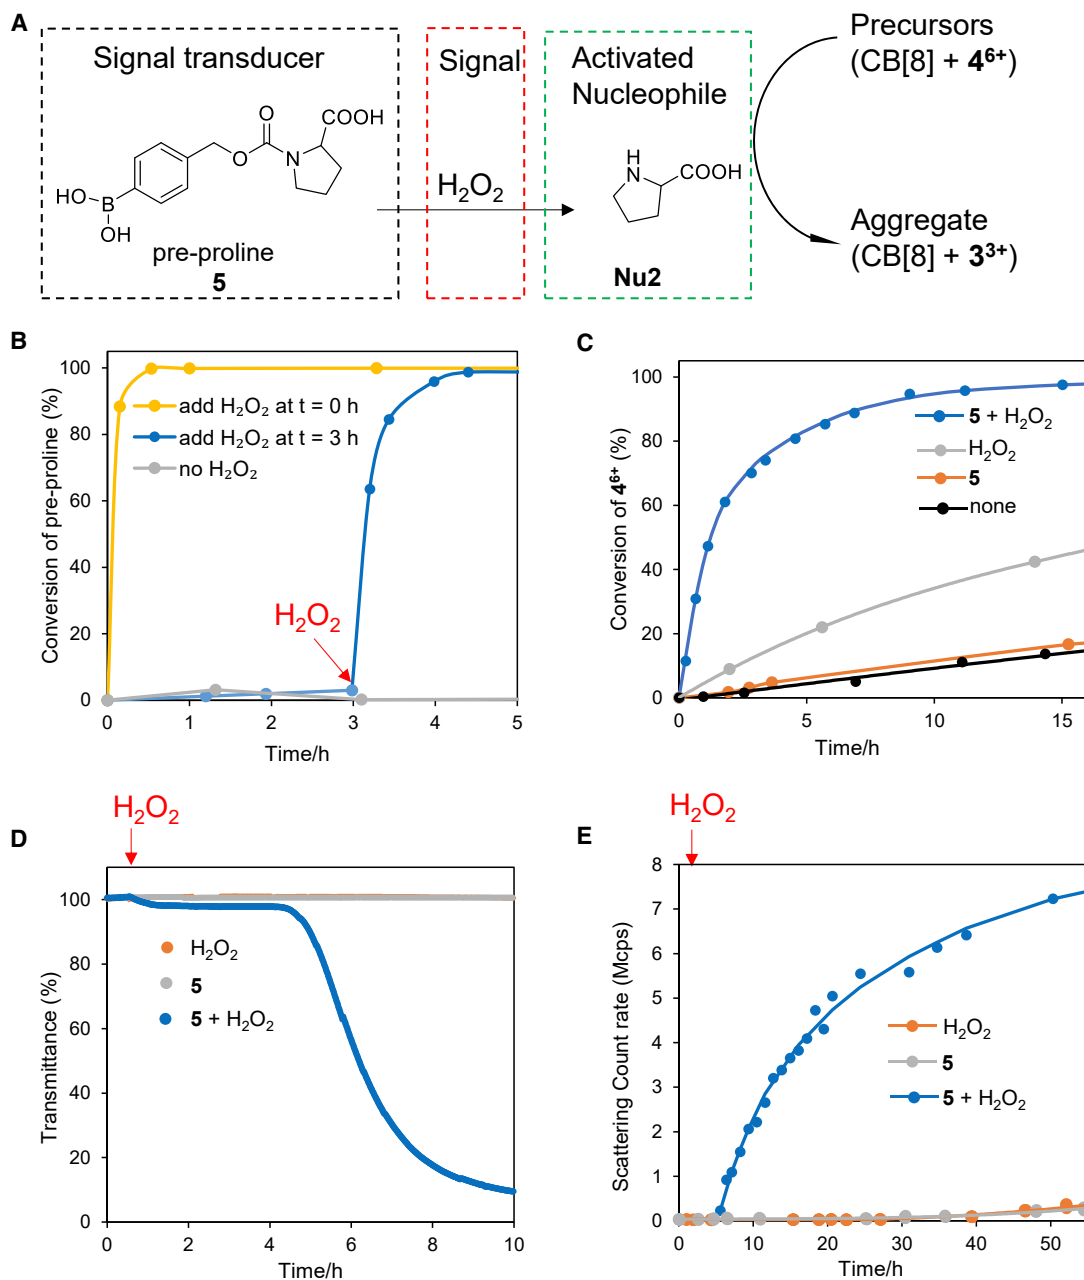 A
Signal transducer
Signal
Activated
Nucleophile
Precursors
(CB[8] + 4⁶⁺)
O
COOH
O
N
HO
B
OH
pre-proline
5
H₂O₂
H
N
COOH
Nu2
Aggregate
(CB[8] + 3³⁺)
B
Conversion of pre-proline (%)
100
80
60
40
20
0
add H₂O₂ at t = 0 h
add H₂O₂ at t = 3 h
no H₂O₂
H₂O₂
0 1 2 3 4 5
Time/h
C
Conversion of 4⁶⁺ (%)
100
80
60
40
20
0
5 + H₂O₂
H₂O₂
5
none
0 5 10 15
Time/h
H₂O₂
D
Transmittance (%)
100
80
60
40
20
0
H₂O₂
5
5 + H₂O₂
0 2 4 6 8 10
Time/h
H₂O₂
E
Scattering Count rate (Mcps)
8
7
6
5
4
3
2
1
0
H₂O₂
5
5 + H₂O₂
0 10 20 30 40 50
Time/h